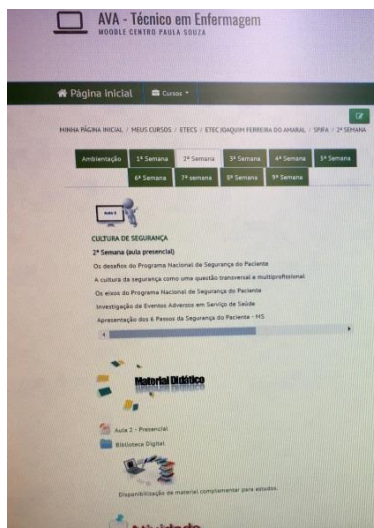 AVA - Técnico em Enfermagem
MOODLE CENTRO PAULA SOUZA
Página inicial
Cursos
MINHA PÁGINA INICIAL / MEUS CURSOS / ETECS / ETEC JOAQUIM FERREIRA DO AMARAL / SPIFA / 2ª SEMANA
Ambientação 1ª Semana 2ª Semana 3ª Semana 4ª Semana 5ª Semana
6ª Semana 7ª semana 8ª Semana 9ª Semana
AULA 2
CULTURA DE SEGURANÇA
2ª Semana (aula presencial)
Os desafios do Programa Nacional de Segurança do Paciente
A cultura da segurança como uma questão transversal e multiprofissional
Os eixos do Programa Nacional de Segurança do Paciente
Investigação de Eventos Adversos em Serviço de Saúde
Apresentação dos 6 Passos da Segurança do Paciente - MS
Material Didático
Aula 2 - Presencial
Biblioteca Digital
Disponibilização de material complementar para estudos.
Atividade